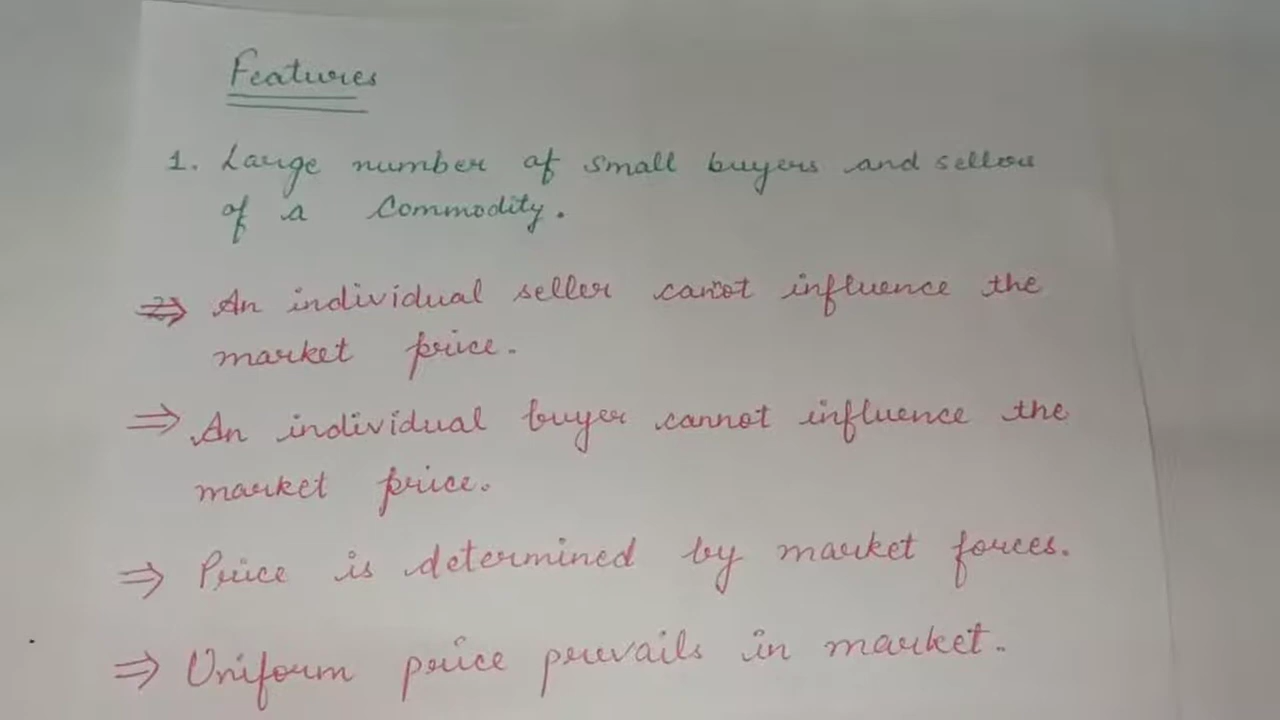 Features
1. Large number of small buyers and sellers
of a Commodity.
⇒ An individual seller cannot influence the
market price.
⇒ An individual buyer cannot influence the
market price.
⇒ Price is determined by market forces.
⇒ Uniform price prevails in market.